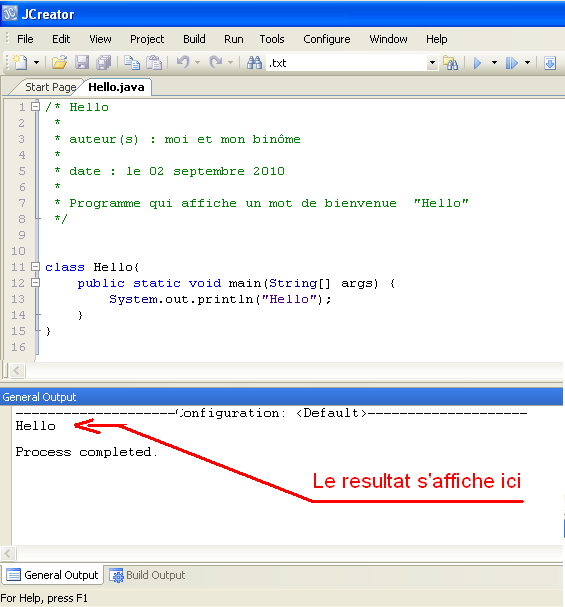 JCreator
File Edit View Project Build Run Tools Configure Window Help
.txt
Start Page Hello.java
1 /* Hello
2 *
3 * auteur(s) : moi et mon binôme
4 *
5 * date : le 02 septembre 2010
6 *
7 * Programme qui affiche un mot de bienvenue "Hello"
8 */
9
10
11 class Hello{
12 public static void main(String[] args) {
13 System.out.println("Hello");
14 }
15 }
16
General Output
--------------------Configuration: <Default>--------------------
Hello
Process completed.
Le resultat s'affiche ici
General Output Build Output
For Help, press F1